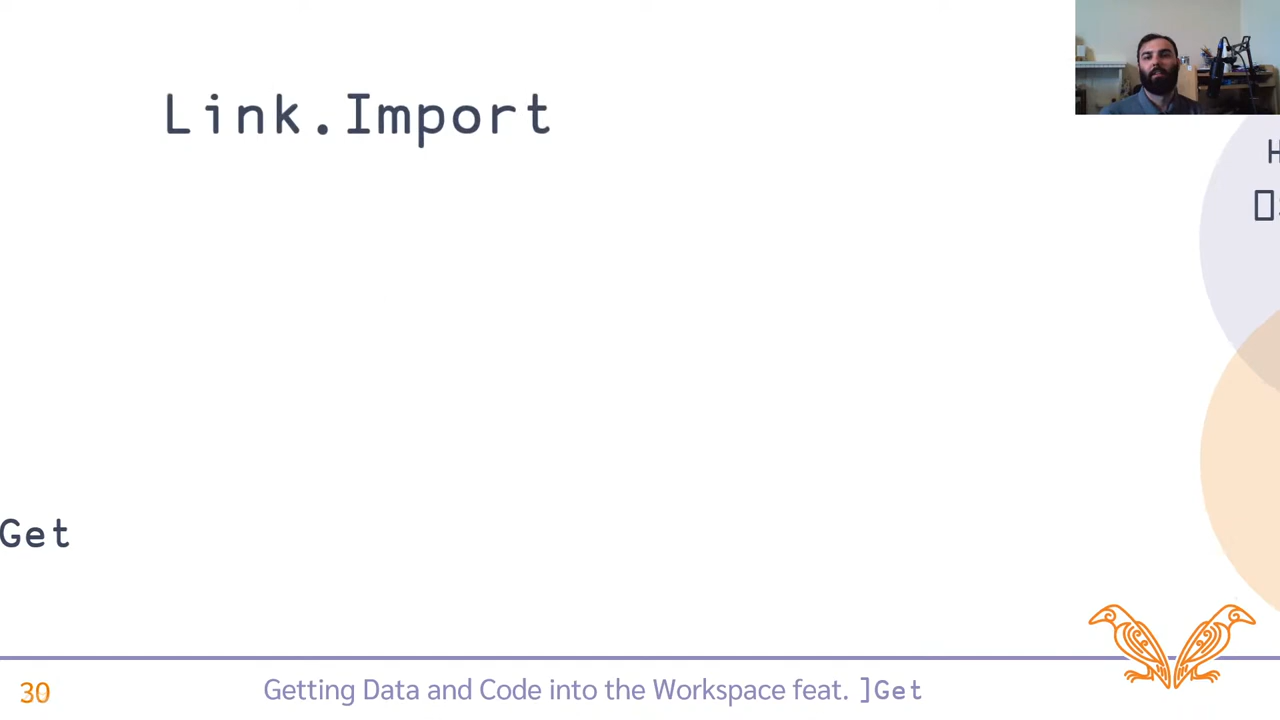 Link.Import
H
⎕S
Get
30
Getting Data and Code into the Workspace feat. ]Get